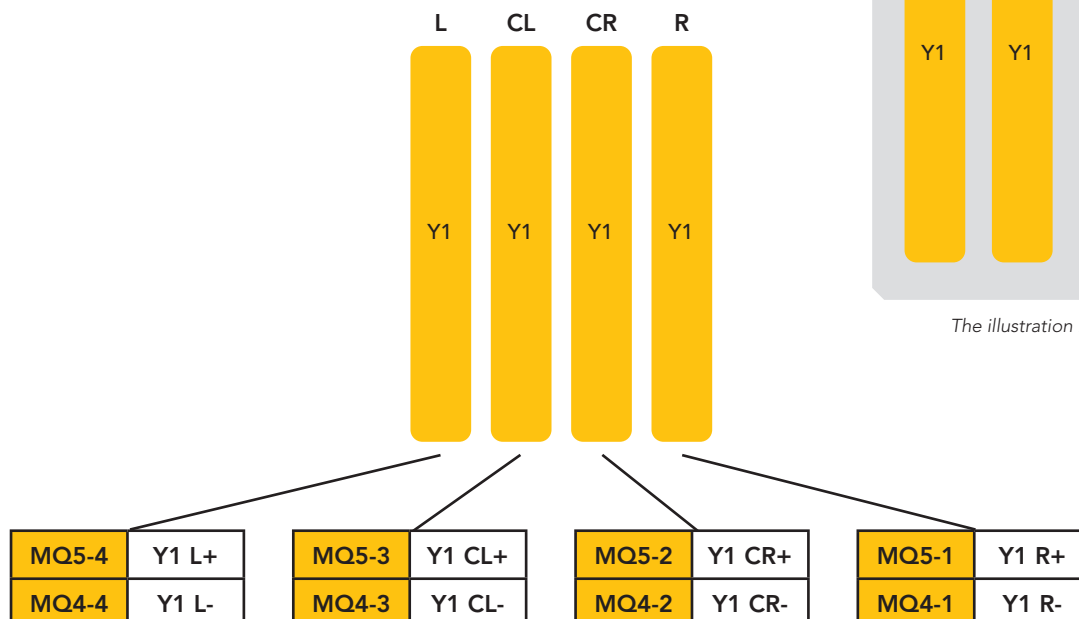 L CL CR R
Y1 Y1
Y1 Y1 Y1 Y1
The illustration
MQ5-4 Y1 L+ MQ5-3 Y1 CL+ MQ5-2 Y1 CR+ MQ5-1 Y1 R+
MQ4-4 Y1 L- MQ4-3 Y1 CL- MQ4-2 Y1 CR- MQ4-1 Y1 R-